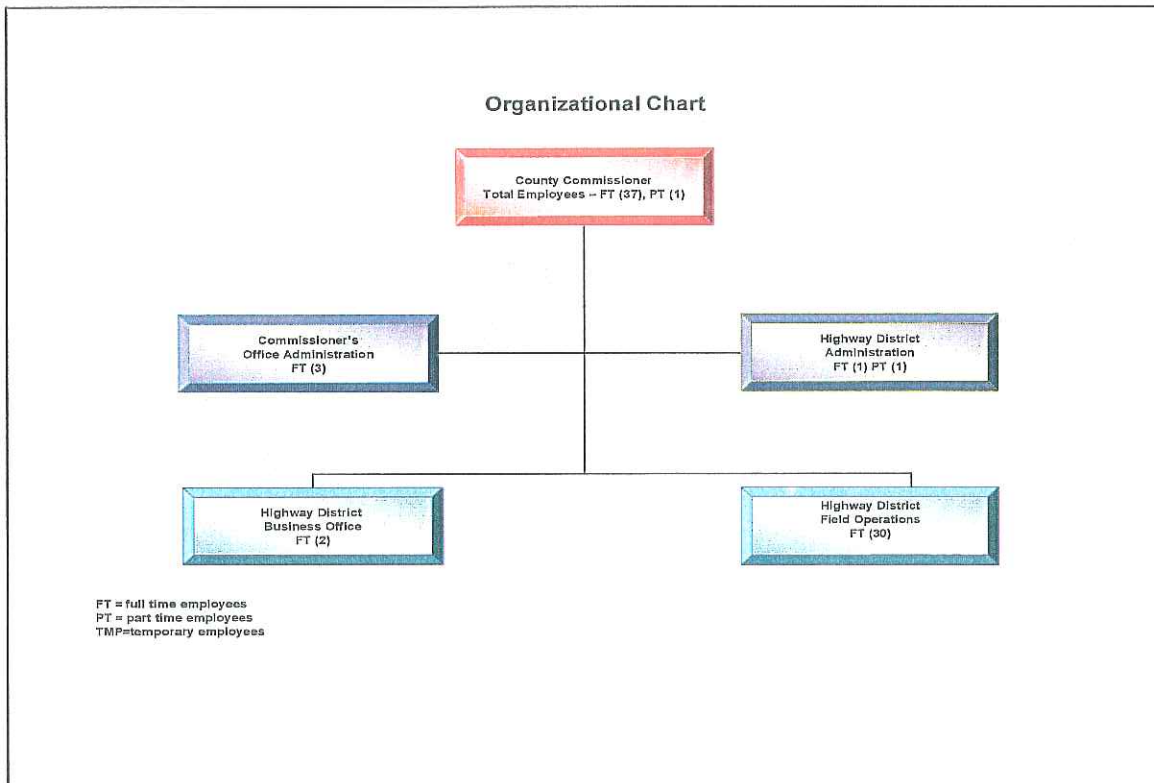 Organizational Chart
County Commissioner
Total Employees – FT (37), PT (1)
Commissioner's
Office Administration
FT (3)
Highway District
Administration
FT (1) PT (1)
Highway District
Business Office
FT (2)
Highway District
Field Operations
FT (30)
FT = full time employees
PT = part time employees
TMP=temporary employees